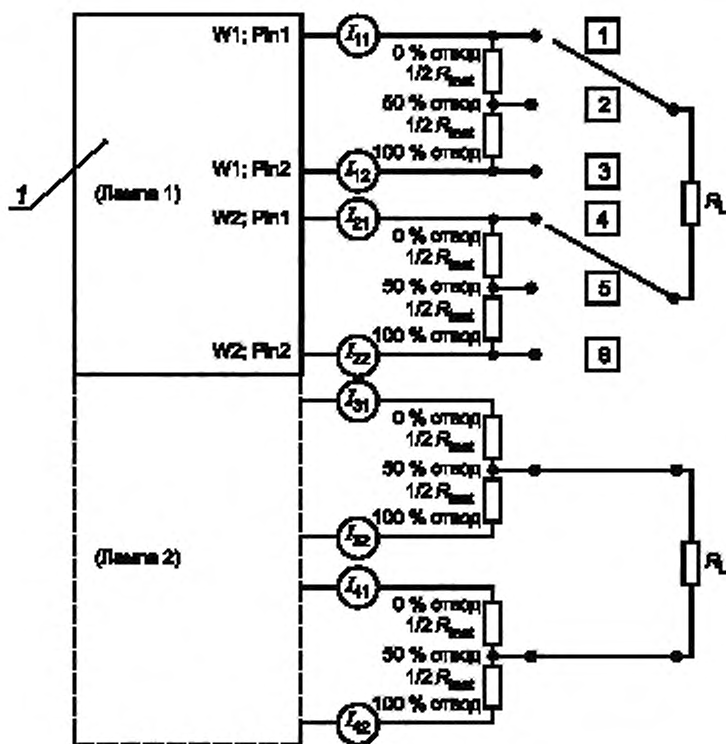 W1; Pin1
I11
1
0 % отвод
1/2 Rtest
2
50 % отвод
1/2 Rtest
100 % отвод
1
W1; Pin2
I12
3
(Лампа 1)
W2; Pin1
I21
4
0 % отвод
1/2 Rtest
RL
50 % отвод
5
1/2 Rtest
100 % отвод
W2; Pin2
I22
6
I31
0 % отвод
1/2 Rtest
50 % отвод
1/2 Rtest
100 % отвод
I32
(Лампа 2)
RL
I41
0 % отвод
1/2 Rtest
50 % отвод
1/2 Rtest
100 % отвод
I42